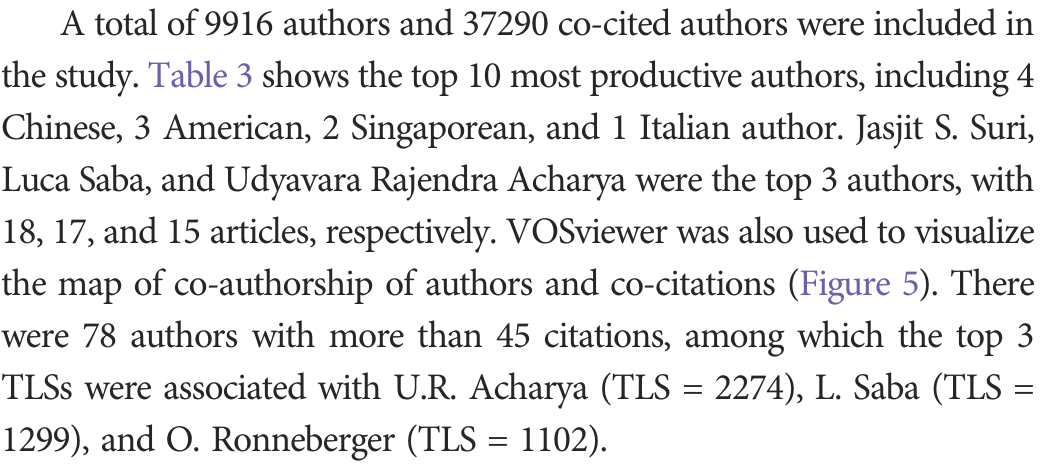 A total of 9916 authors and 37290 co-cited authors were included in
the study. Table 3 shows the top 10 most productive authors, including 4
Chinese, 3 American, 2 Singaporean, and 1 Italian author. Jasjit S. Suri,
Luca Saba, and Udyavara Rajendra Acharya were the top 3 authors, with
18, 17, and 15 articles, respectively. VOSviewer was also used to visualize
the map of co-authorship of authors and co-citations (Figure 5). There
were 78 authors with more than 45 citations, among which the top 3
TLSs were associated with U.R. Acharya (TLS = 2274), L. Saba (TLS =
1299), and O. Ronneberger (TLS = 1102).